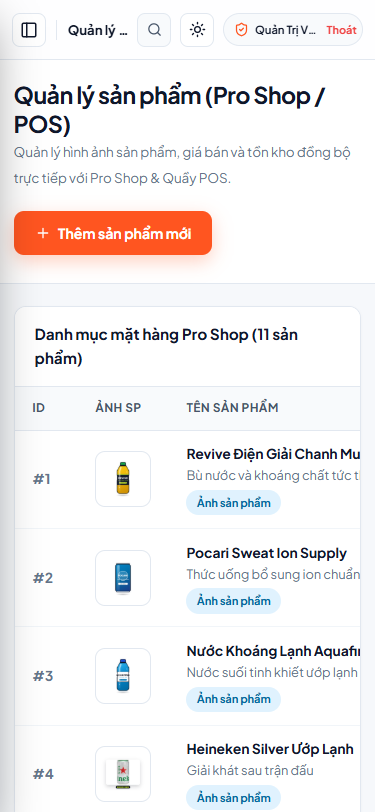 Quản lý ...
Quản Trị V...
Thoát
Quản lý sản phẩm (Pro Shop /
POS)
Quản lý hình ảnh sản phẩm, giá bán và tồn kho đồng bộ
trực tiếp với Pro Shop & Quầy POS.
+ Thêm sản phẩm mới
Danh mục mặt hàng Pro Shop (11 sản
phẩm)
ID ẢNH SP TÊN SẢN PHẨM
#1
Revive Điện Giải Chanh Mu
Bù nước và khoáng chất tức t
Ảnh sản phẩm
#2
Pocari Sweat Ion Supply
Thức uống bổ sung ion chuẩn
Ảnh sản phẩm
#3
Nước Khoáng Lạnh Aquafin
Nước suối tinh khiết ướp lạnh
Ảnh sản phẩm
#4
Heineken Silver Ướp Lạnh
Giải khát sau trận đấu
Ảnh sản phẩm